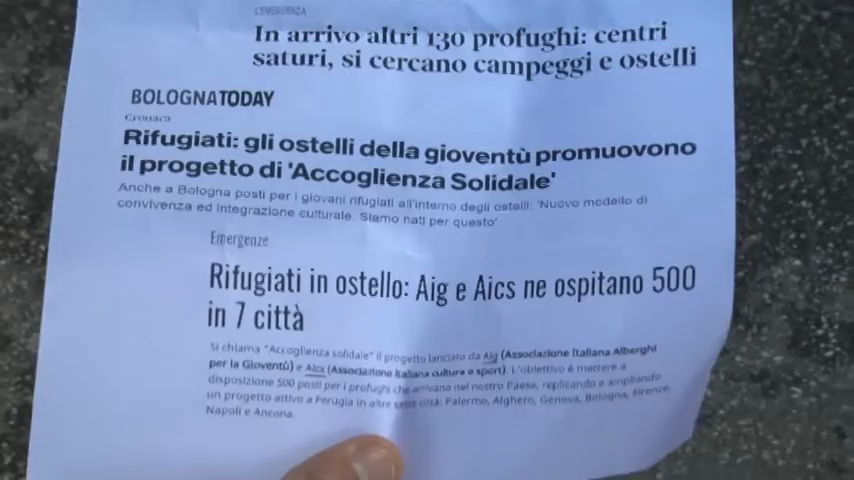 L'EMERGENZA
In arrivo altri 130 profughi: centri
saturi, si cercano campeggi e ostelli
BOLOGNATODAY
Cronaca
Rifugiati: gli ostelli della gioventù promuovono
il progetto di 'Accoglienza Solidale'
Anche a Bologna posti per i giovani rifugiati all'interno degli ostelli: 'Nuovo modello di
convivenza ed integrazione culturale. Siamo nati per questo'
Emergenze
Rifugiati in ostello: Aig e Aics ne ospitano 500
in 7 città
Si chiama "Accoglienza solidale" il progetto lanciato da Aig (Associazione Italiana Alberghi
per la Gioventù) e Aics (Associazione Italiana cultura e sport). L'obiettivo è mettere a
disposizione 500 posti per i profughi che arrivano nel nostro Paese, replicando e ampliando
un progetto attivo a Perugia in altre sette città: Palermo, Alghero, Genova, Bologna, Firenze,
Napoli e Ancona.